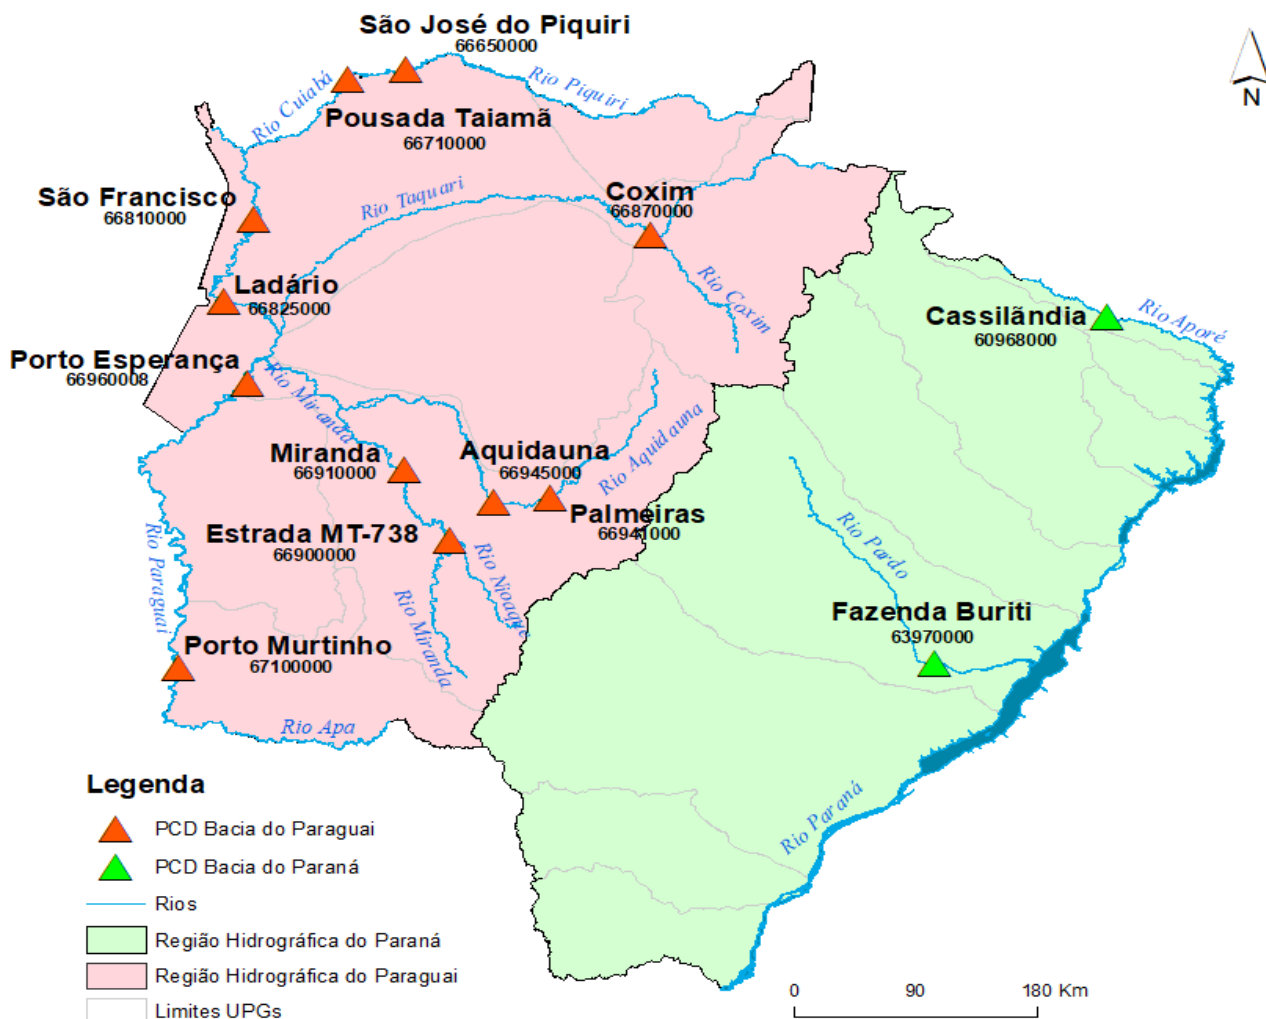 São José do Piquiri
66650000
N
Rio Cuiabá
Rio Piquiri
Pousada Taiamã
66710000
São Francisco
66810000
Rio Taquari
Coxim
66870000
Ladário
66825000
Rio Coxim
Cassilândia
60968000
Rio Aporé
Porto Esperança
66960008
Rio Miranda
Miranda
66910000
Aquidauna
66945000
Rio Aquidauna
Palmeiras
66941000
Estrada MT-738
66900000
Rio Nioaque
Rio Pardo
Rio Paraguai
Rio Miranda
Fazenda Buriti
63970000
Porto Murtinho
67100000
Rio Apa
Rio Paraná
Legenda
PCD Bacia do Paraguai
PCD Bacia do Paraná
Rios
Região Hidrográfica do Paraná
Região Hidrográfica do Paraguai
Limites UPGs
0 90 180 Km